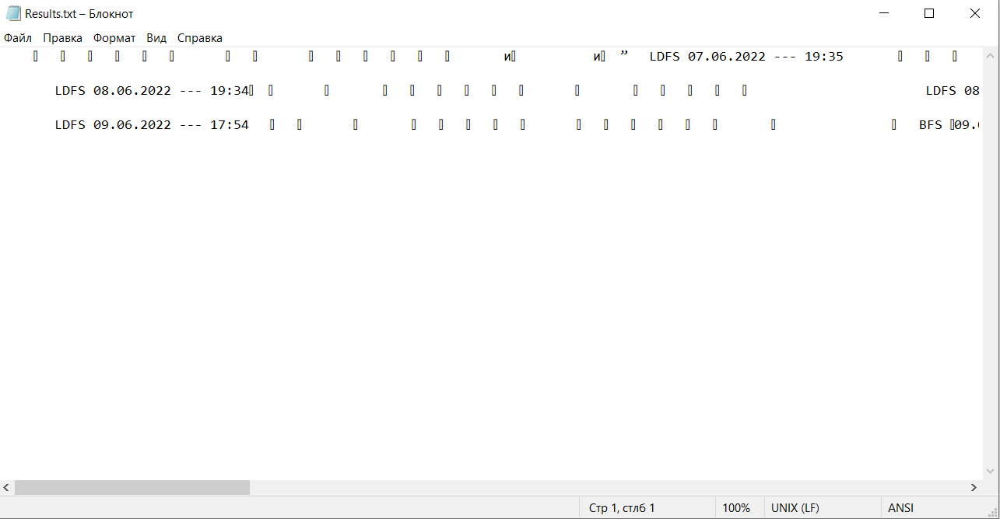 Results.txt – Блокнот
Файл Правка Формат Вид Справка
и и ” LDFS 07.06.2022 --- 19:35
LDFS 08.06.2022 --- 19:34 LDFS 08
LDFS 09.06.2022 --- 17:54 BFS 09.
Стр 1, стлб 1 100% UNIX (LF) ANSI